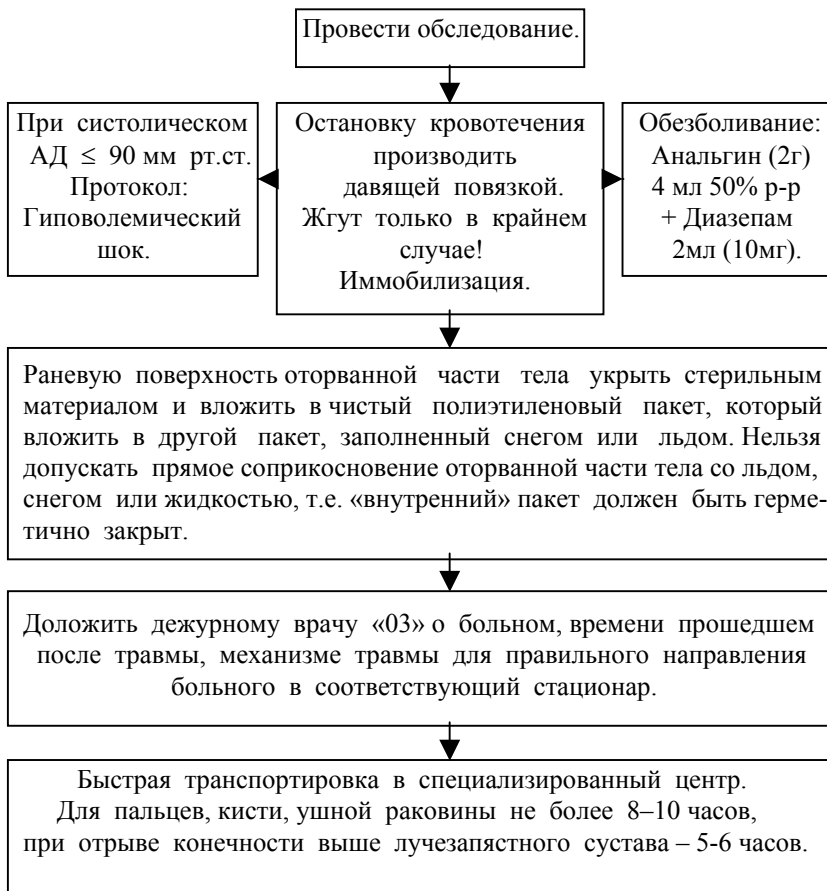 Провести обследование.
При систолическом
АД ≤ 90 мм рт.ст.
Протокол:
Гиповолемический
шок.
Остановку кровотечения
производить
давящей повязкой.
Жгут только в крайнем
случае!
Иммобилизация.
Обезболивание:
Анальгин (2г)
4 мл 50% р-р
+ Диазепам
2мл (10мг).
Раневую поверхность оторванной части тела укрыть стерильным
материалом и вложить в чистый полиэтиленовый пакет, который
вложить в другой пакет, заполненный снегом или льдом. Нельзя
допускать прямое соприкосновение оторванной части тела со льдом,
снегом или жидкостью, т.е. «внутренний» пакет должен быть герме-
тично закрыт.
Доложить дежурному врачу «03» о больном, времени прошедшем
после травмы, механизме травмы для правильного направления
больного в соответствующий стационар.
Быстрая транспортировка в специализированный центр.
Для пальцев, кисти, ушной раковины не более 8–10 часов,
при отрыве конечности выше лучезапястного сустава – 5-6 часов.